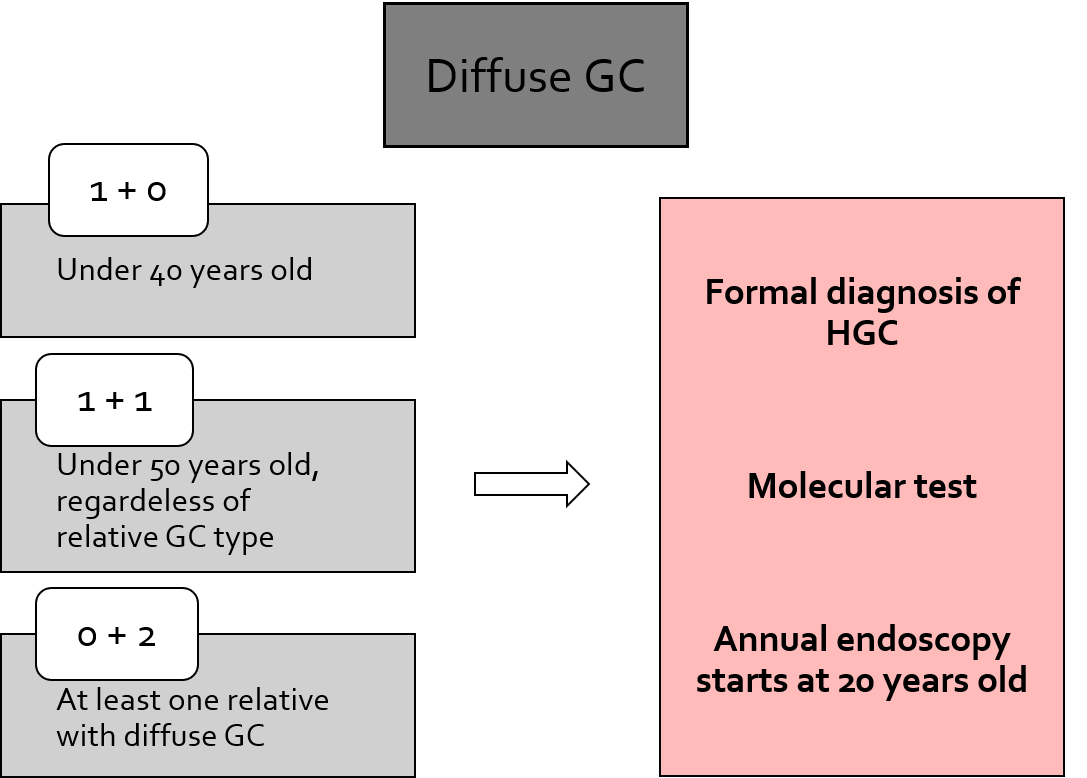 Diffuse GC
1 + 0
Under 40 years old
1 + 1
Under 50 years old,
regardeless of
relative GC type
0 + 2
At least one relative
with diffuse GC
Formal diagnosis of
HGC
Molecular test
Annual endoscopy
starts at 20 years old